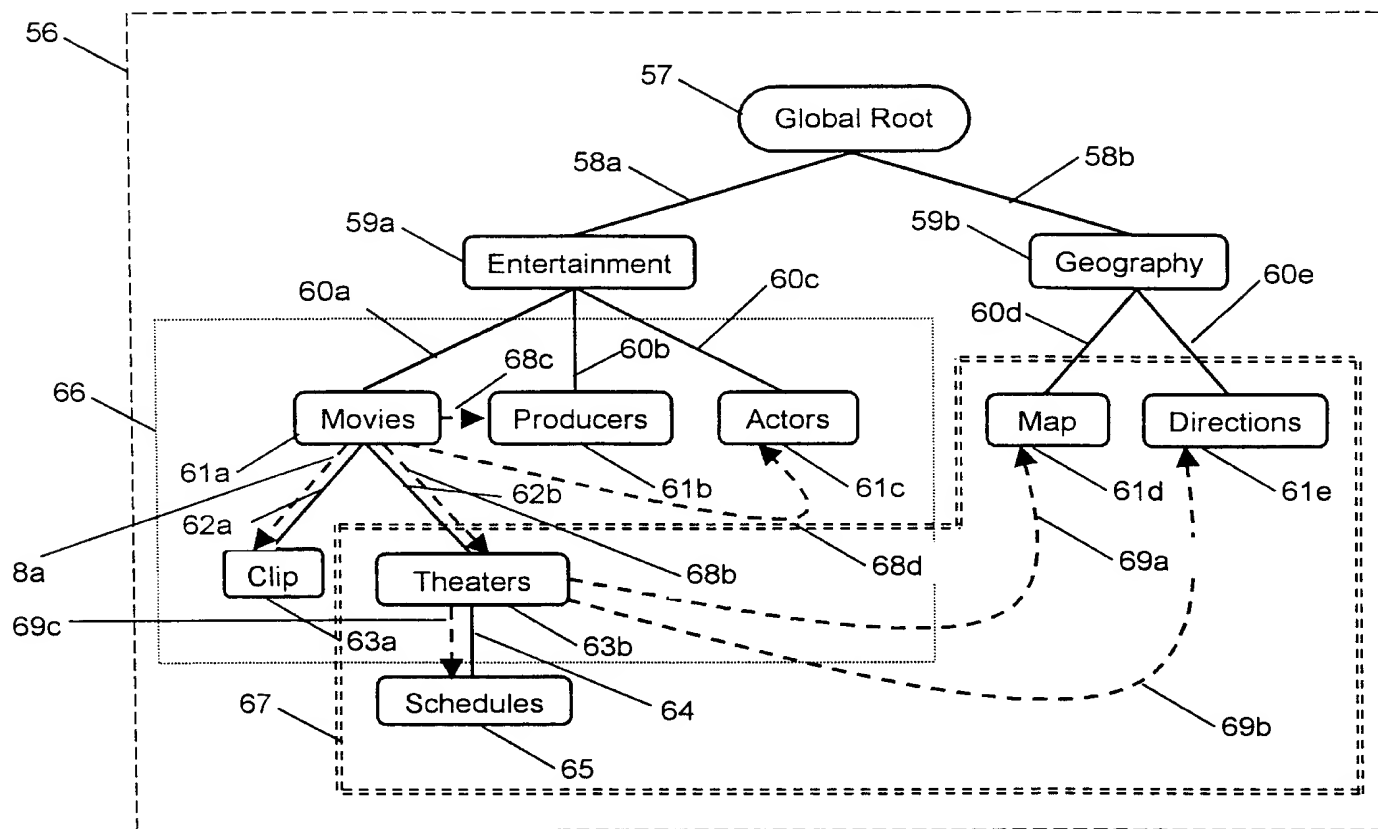 56
57
Global Root
58a
58b
59a
59b
Entertainment
Geography
60a
60c
60e
60d
60b
68c
66
Movies
Producers
Actors
Map
Directions
61a
62b
61b
61c
61d
61e
62a
8a
Clip
Theaters
68b
68d
69a
69c
63a
63b
Schedules
64
67
69b
65